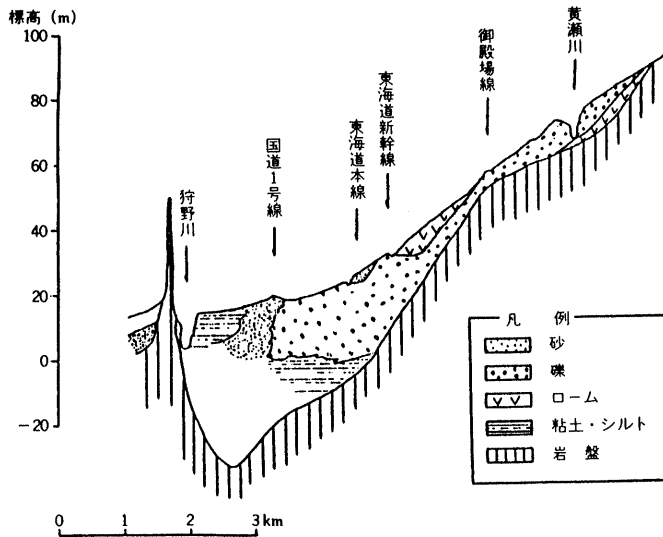 標高(m)
100
80
60
40
20
0
-20
狩野川
国道1号線
東海道本線
東海道新幹線
御殿場線
黄瀬川
凡例
砂
礫
ローム
粘土・シルト
岩盤
0 1 2 3km